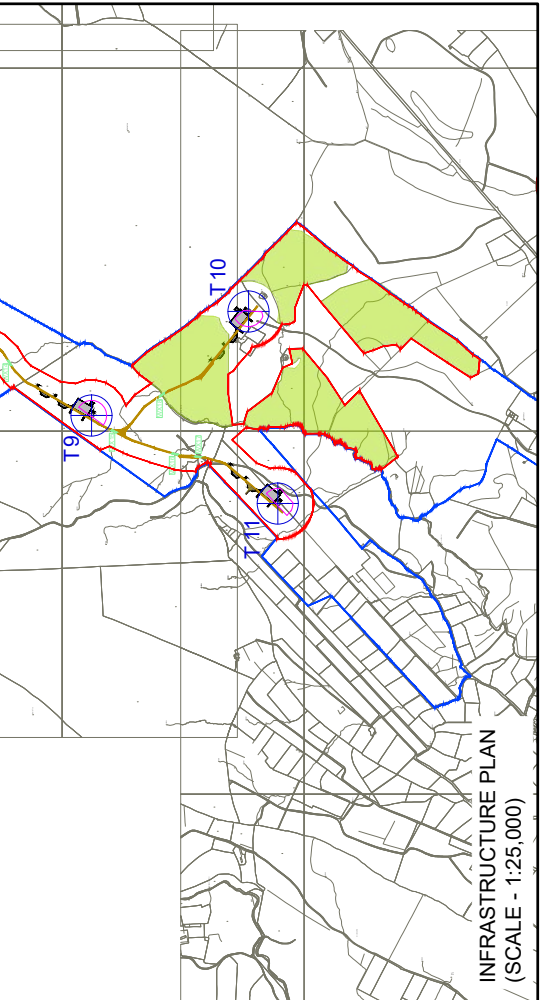 T10
T9
T11
INFRASTRUCTURE PLAN
(SCALE - 1:25,000)